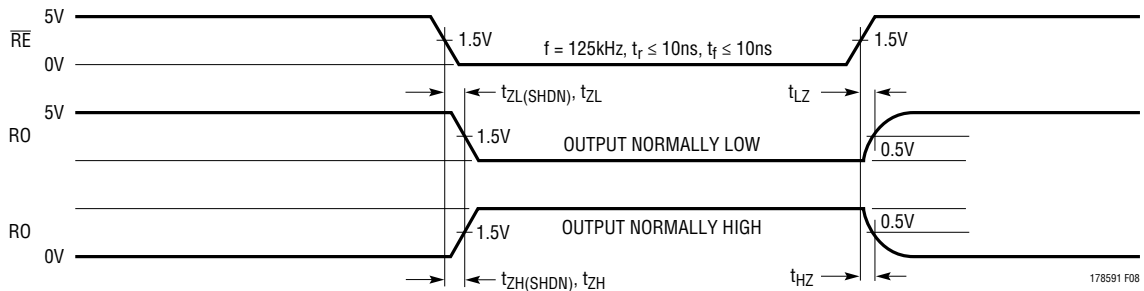 5V
R̅E̅
1.5V
f = 125kHz, tr ≤ 10ns, tf ≤ 10ns
1.5V
0V
tZL(SHDN), tZL
tLZ
5V
RO
1.5V
OUTPUT NORMALLY LOW
0.5V
RO
1.5V
OUTPUT NORMALLY HIGH
0.5V
0V
tZH(SHDN), tZH
tHZ
178591 F08